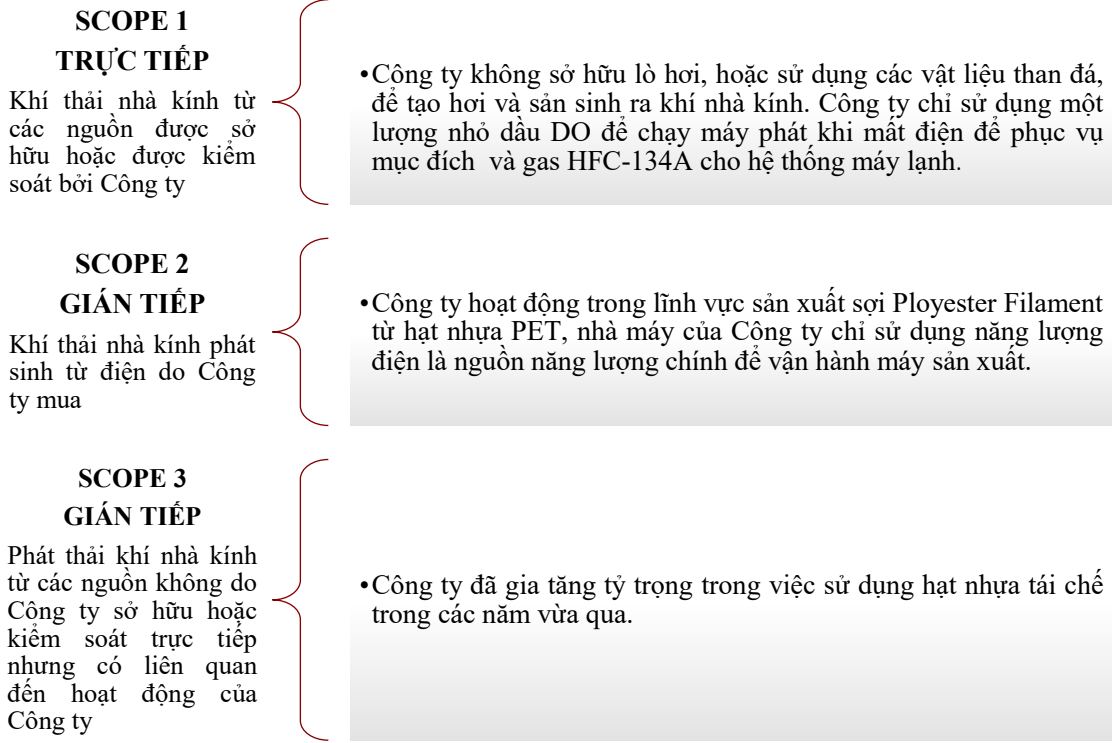 SCOPE 1
TRỰC TIẾP
Khí thải nhà kính từ
các nguồn được sở
hữu hoặc được kiểm
soát bởi Công ty
•Công ty không sở hữu lò hơi, hoặc sử dụng các vật liệu than đá,
để tạo hơi và sản sinh ra khí nhà kính. Công ty chỉ sử dụng một
lượng nhỏ dầu DO để chạy máy phát khi mất điện để phục vụ
mục đích và gas HFC-134A cho hệ thống máy lạnh.
SCOPE 2
GIÁN TIẾP
Khí thải nhà kính phát
sinh từ điện do Công
ty mua
•Công ty hoạt động trong lĩnh vực sản xuất sợi Ployester Filament
từ hạt nhựa PET, nhà máy của Công ty chỉ sử dụng năng lượng
điện là nguồn năng lượng chính để vận hành máy sản xuất.
SCOPE 3
GIÁN TIẾP
Phát thải khí nhà kính
từ các nguồn không do
Công ty sở hữu hoặc
kiểm soát trực tiếp
nhưng có liên quan
đến hoạt động của
Công ty
•Công ty đã gia tăng tỷ trọng trong việc sử dụng hạt nhựa tái chế
trong các năm vừa qua.